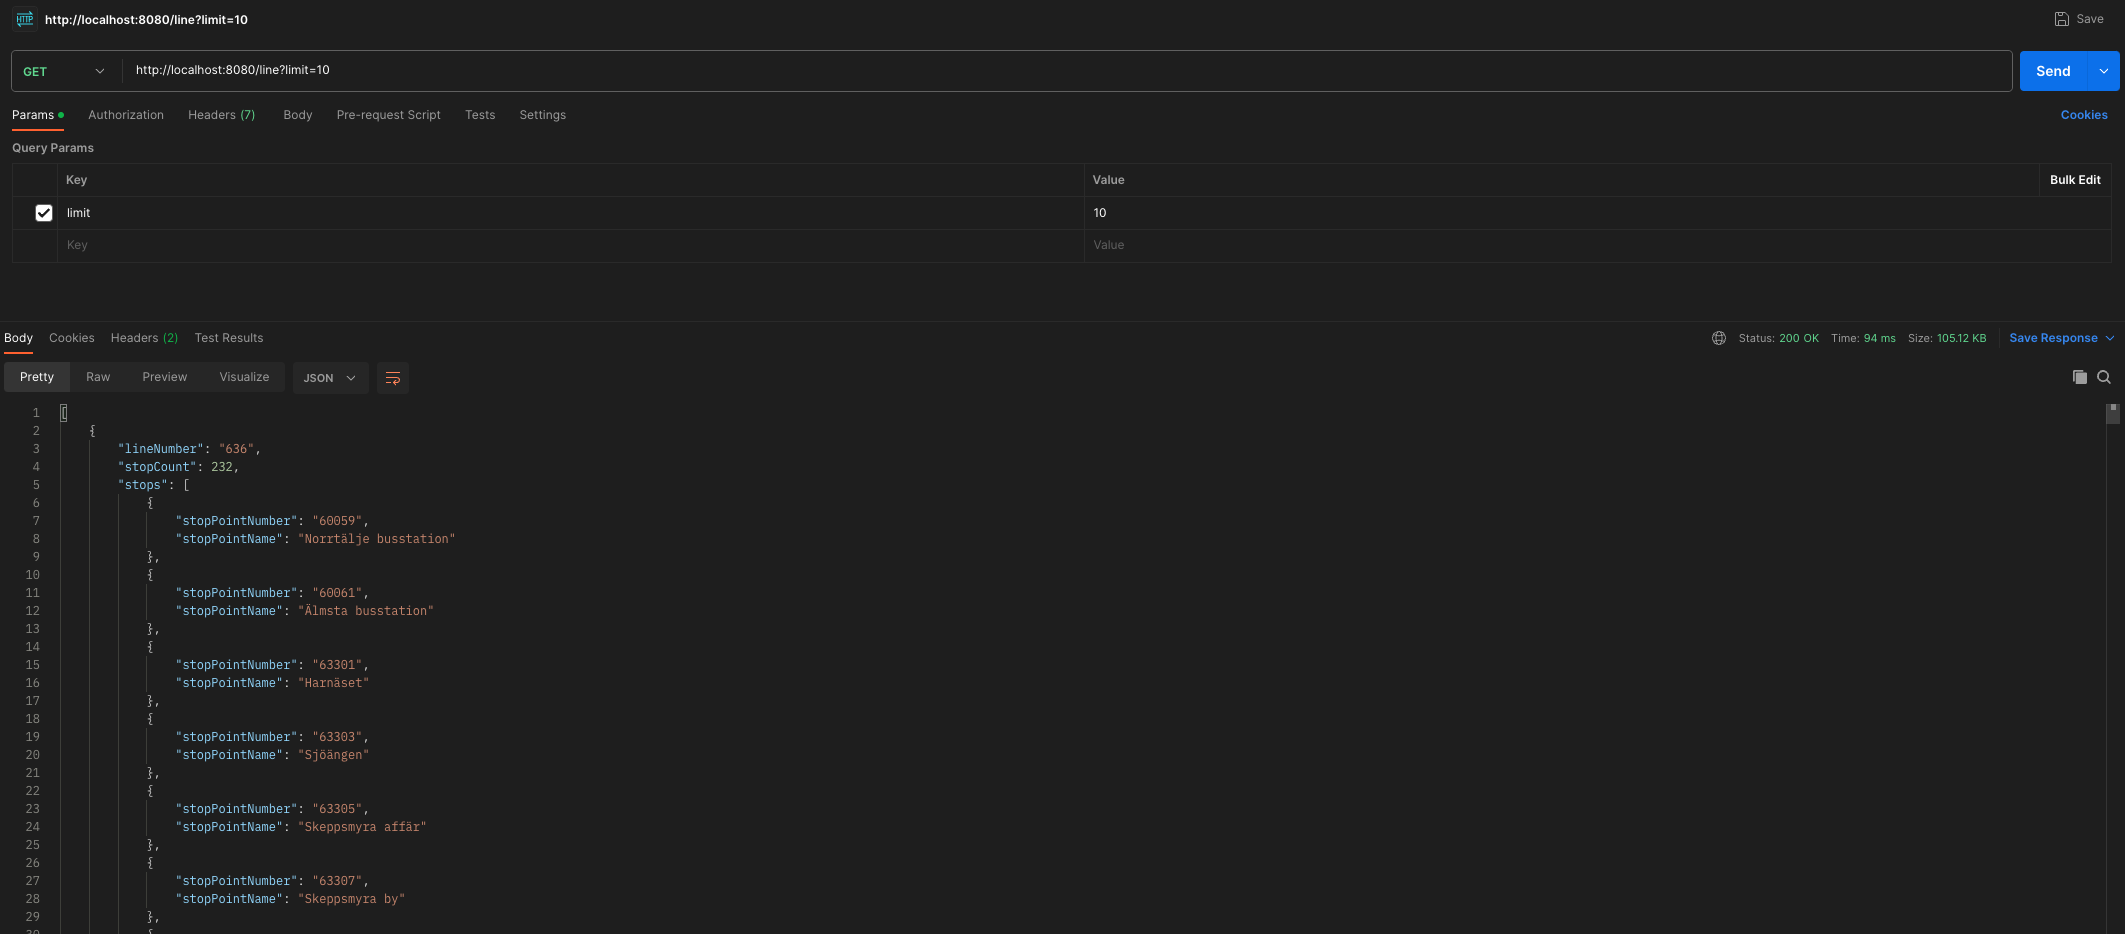 HTTP http://localhost:8080/line?limit=10 Save
GET http://localhost:8080/line?limit=10 Send
Params Authorization Headers (7) Body Pre-request Script Tests Settings Cookies
Query Params
Key Value Bulk Edit
limit 10
Key Value
Body Cookies Headers (2) Test Results Status: 200 OK Time: 94 ms Size: 105.12 KB Save Response
Pretty Raw Preview Visualize JSON
1 [
2 {
3 "lineNumber": "636",
4 "stopCount": 232,
5 "stops": [
6 {
7 "stopPointNumber": "60059",
8 "stopPointName": "Norrtälje busstation"
9 },
10 {
11 "stopPointNumber": "60061",
12 "stopPointName": "Älmsta busstation"
13 },
14 {
15 "stopPointNumber": "63301",
16 "stopPointName": "Harnäset"
17 },
18 {
19 "stopPointNumber": "63303",
20 "stopPointName": "Sjöängen"
21 },
22 {
23 "stopPointNumber": "63305",
24 "stopPointName": "Skeppsmyra affär"
25 },
26 {
27 "stopPointNumber": "63307",
28 "stopPointName": "Skeppsmyra by"
29 },
30 {